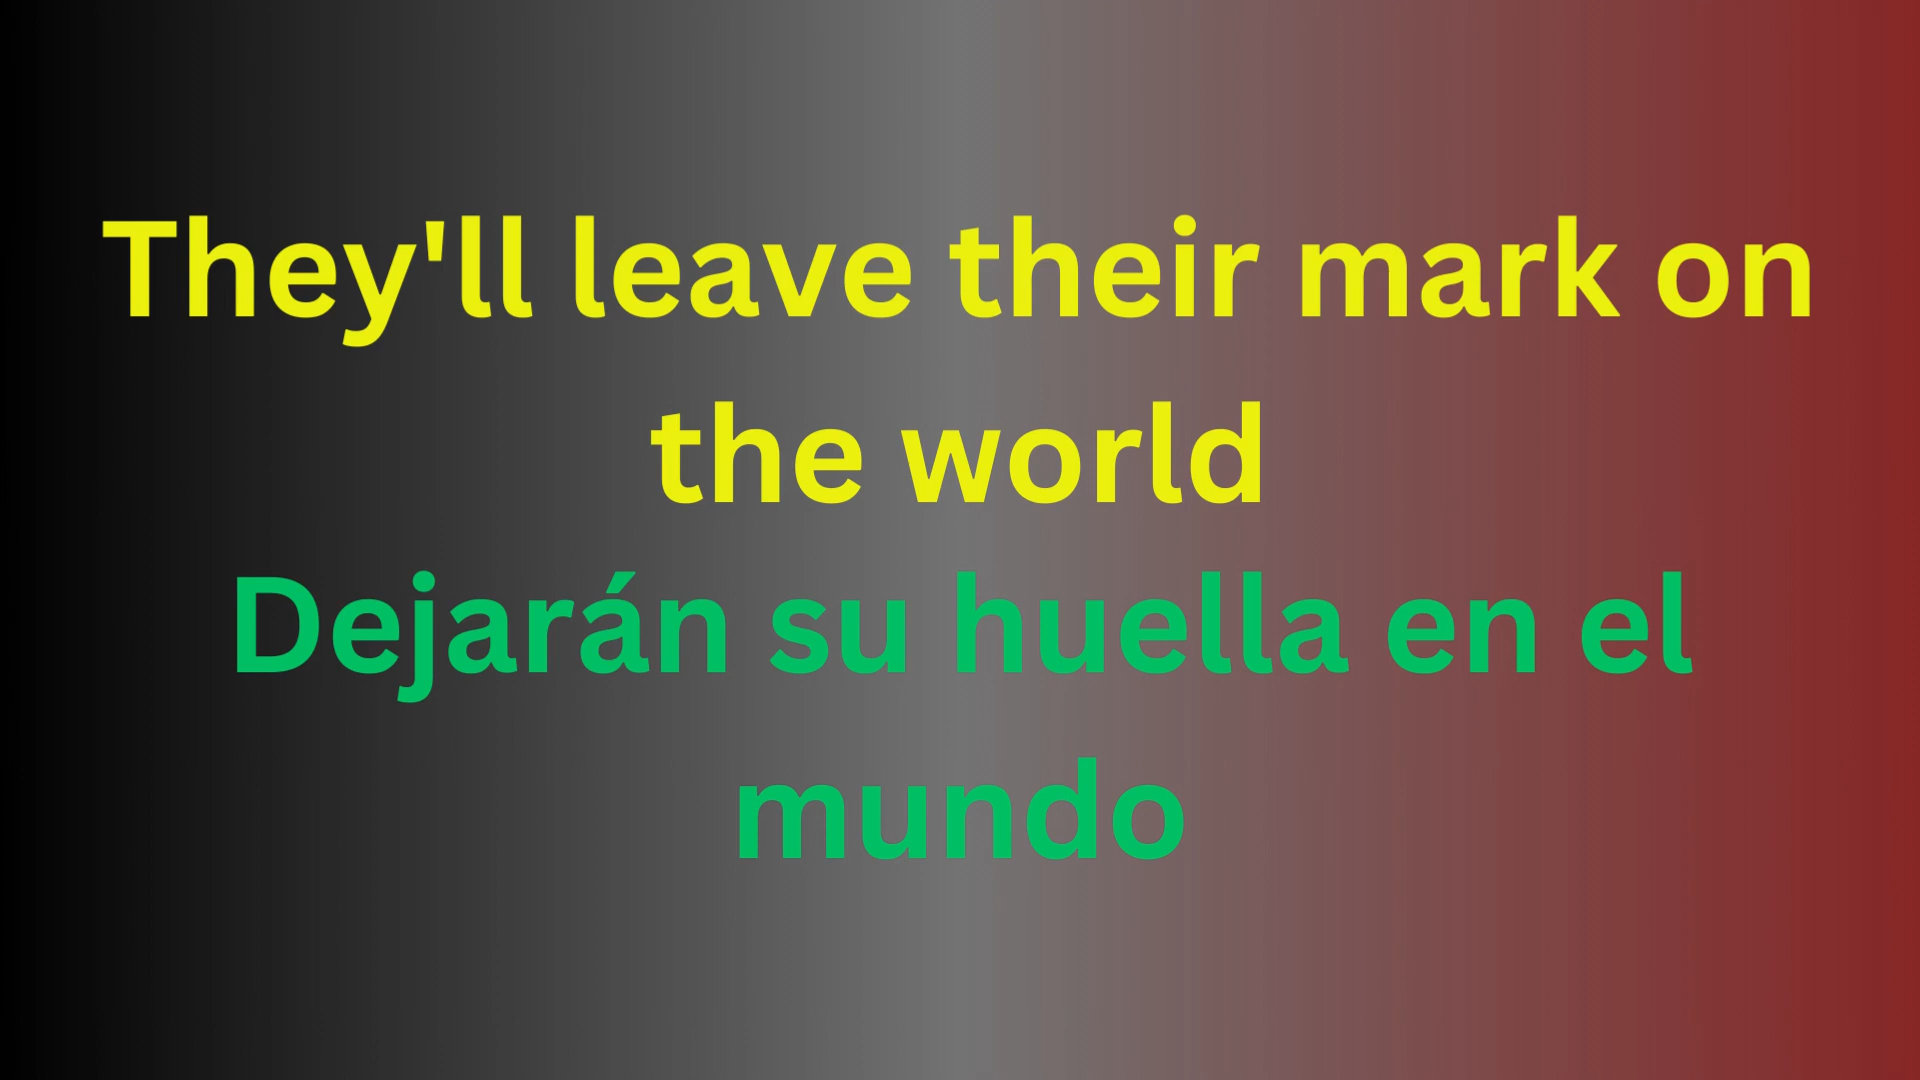 They'll leave their mark on
the world
Dejarán su huella en el
mundo